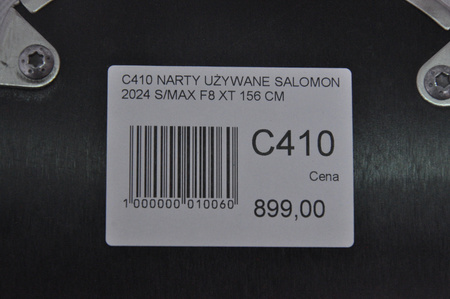 C410 NARTY UŻYWANE SALOMON
2024 S/MAX F8 XT 156 CM
C410
Cena
1 000000 010060
899,00